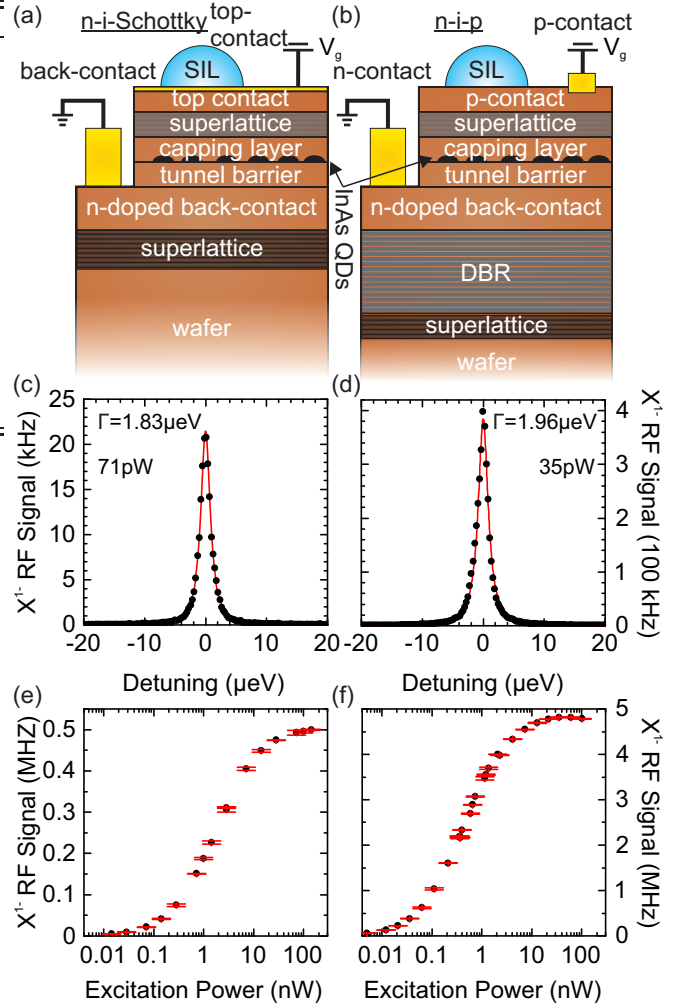 (a)
n-i-Schottky
top-
contact
V_g
back-contact
SIL
top contact
superlattice
capping layer
tunnel barrier
n-doped back-contact
superlattice
wafer
InAs QDs
(b)
n-i-p
p-contact
V_g
n-contact
SIL
p-contact
superlattice
capping layer
tunnel barrier
n-doped back-contact
DBR
superlattice
wafer
(c)
X¹⁻ RF Signal (kHz)
25
20
15
10
5
0
Γ=1.83µeV
71pW
-20 -10 0 10 20
Detuning (µeV)
(d)
Γ=1.96µeV
35pW
4
3
2
1
0
X¹⁻ RF Signal (100 kHz)
-20 -10 0 10 20
Detuning (µeV)
(e)
X¹⁻ RF Signal (MHZ)
0.5
0.4
0.3
0.2
0.1
0
0.01 0.1 1 10 100
Excitation Power (nW)
(f)
5
4
3
2
1
0
X¹⁻ RF Signal (MHz)
0.01 0.1 1 10 100
Excitation Power (nW)